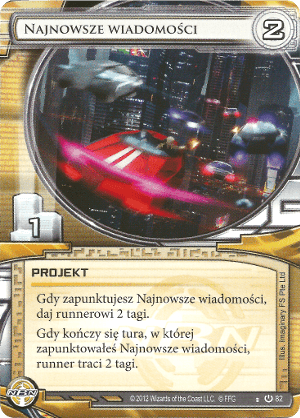 Najnowsze wiadomości
2
1
PROJEKT
Gdy zapunktujesz Najnowsze wiadomości,
daj runnerowi 2 tagi.
Gdy kończy się tura, w której
zapunktowałeś Najnowsze wiadomości,
runner traci 2 tagi.
Illus. Imaginary FS Pte Ltd
NBN
© 2012 Wizards of the Coast LLC. © FFG
82